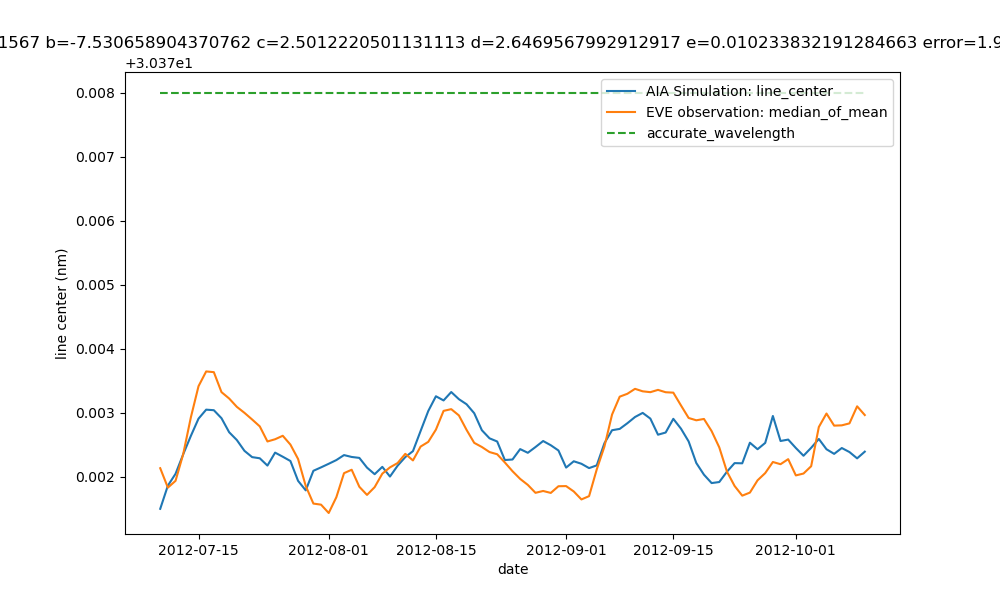 1567 b=-7.530658904370762 c=2.5012220501131113 d=2.6469567992912917 e=0.010233832191284663 error=1.9
+3.037e1
0.008
0.007
0.006
0.005
0.004
0.003
0.002
line center (nm)
AIA Simulation: line_center
EVE observation: median_of_mean
accurate_wavelength
2012-07-15
2012-08-01
2012-08-15
2012-09-01
2012-09-15
2012-10-01
date